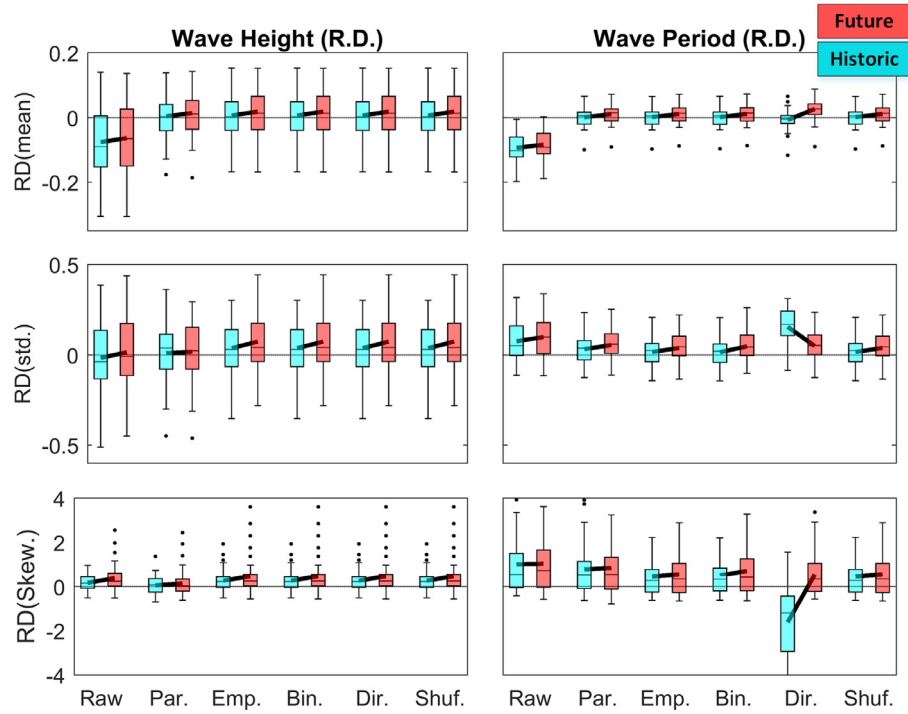 Future
Historic
Wave Height (R.D.)
Wave Period (R.D.)
RD(mean)
0.2
0
-0.2
RD(std.)
0.5
0
-0.5
RD(Skew.)
4
2
0
-2
-4
Raw Par. Emp. Bin. Dir. Shuf.
Raw Par. Emp. Bin. Dir. Shuf.